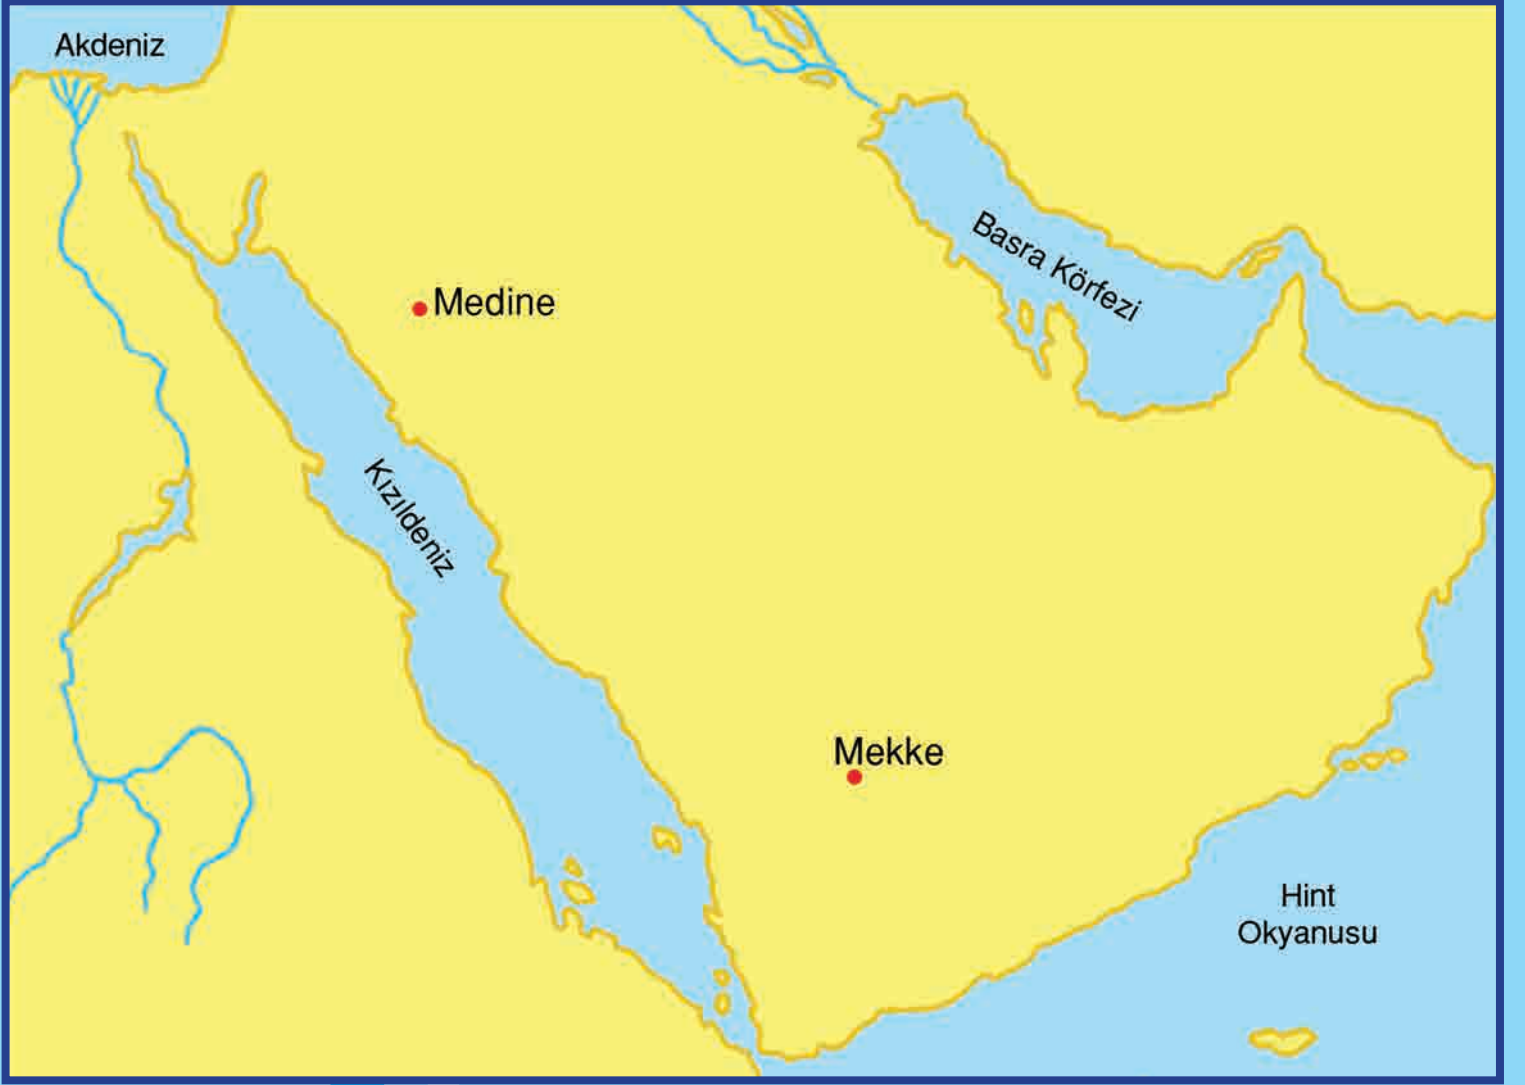 Akdeniz
Basra Körfezi
Medine
Kızıldeniz
Mekke
Hint
Okyanusu